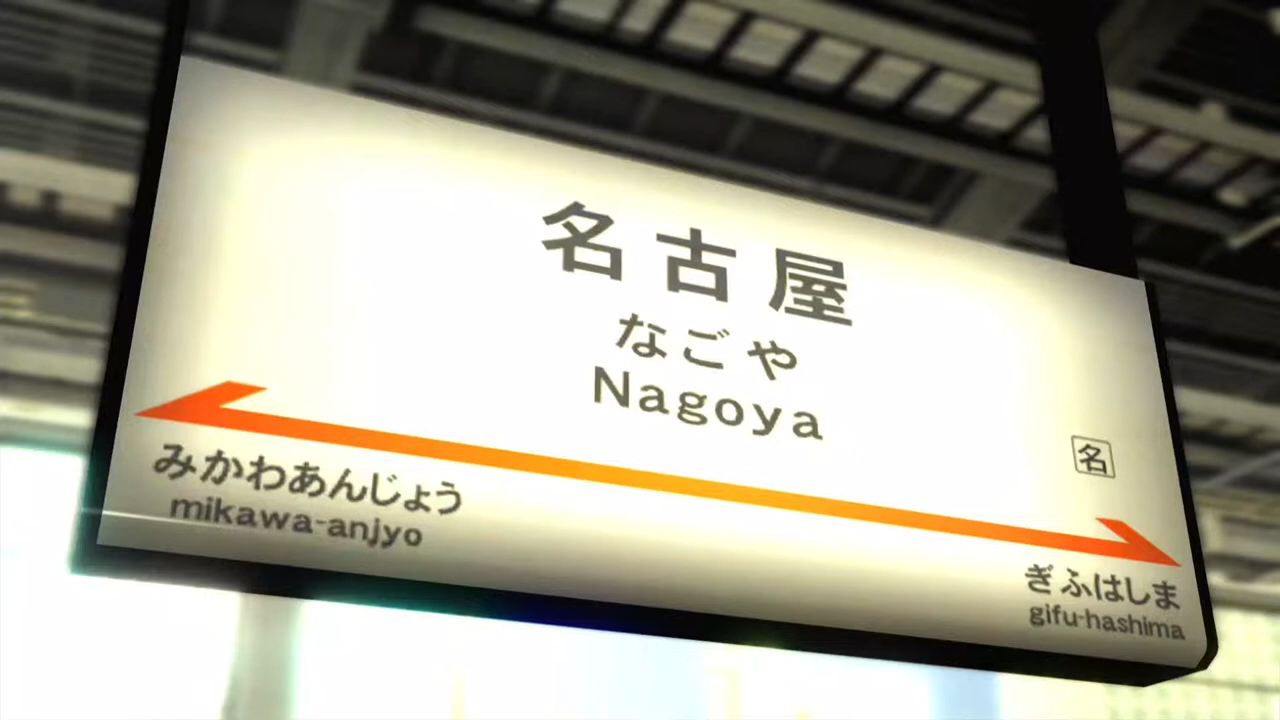 名古屋
なごや
Nagoya
名
みかわあんじょう
mikawa-anjyo
ぎふはしま
gifu-hashima